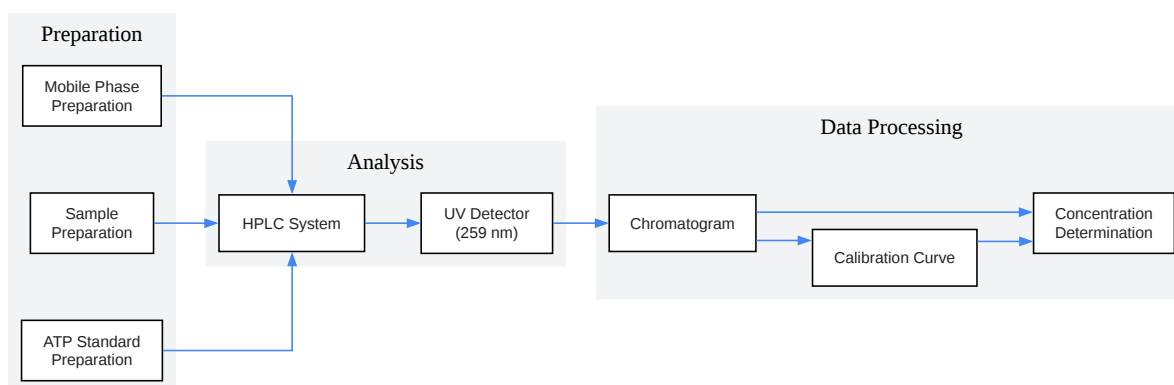 Preparation
Mobile Phase
Preparation
Sample
Preparation
ATP Standard
Preparation
Analysis
HPLC System
UV Detector
(259 nm)
Data Processing
Chromatogram
Calibration Curve
Concentration
Determination